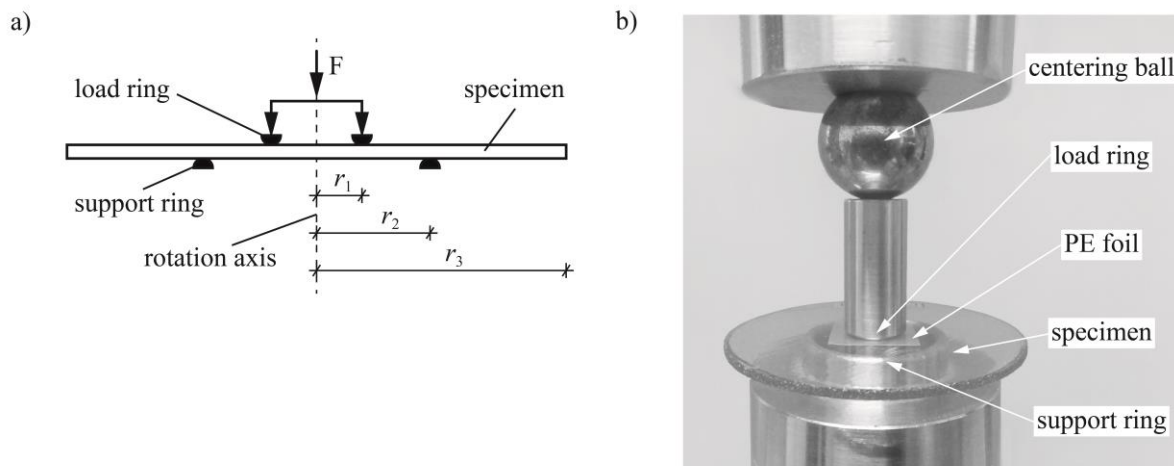 a)
F
load ring
specimen
support ring
r1
r2
rotation axis
r3
b)
centering ball
load ring
PE foil
specimen
support ring